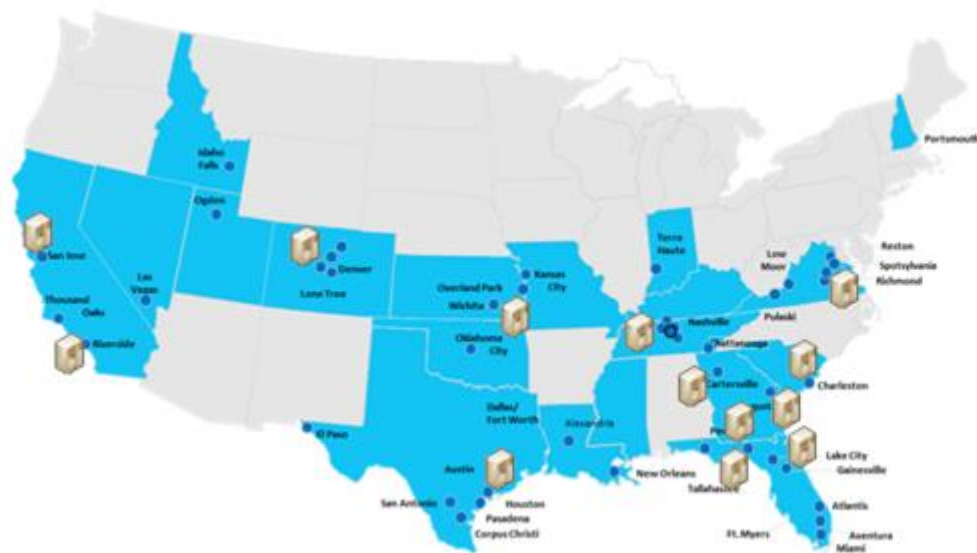 Portsmouth
Idaho
Falls
Ogden
San Jose
Las
Vegas
Thousand
Oaks
Riverside
Denver
Lone Tree
Overland Park
Wichita
Kansas
City
Oklahoma
City
Terre
Haute
Low
Moor
Reston
Spotsylvania
Richmond
Pulaski
Nashville
Chattanooga
Cartersville
Charleston
Dallas/
Fort Worth
Alexandria
El Paso
Austin
San Antonio
Houston
Pasadena
Corpus Christi
New Orleans
Tallahassee
Lake City
Gainesville
Atlantis
Ft. Myers
Aventura
Miami